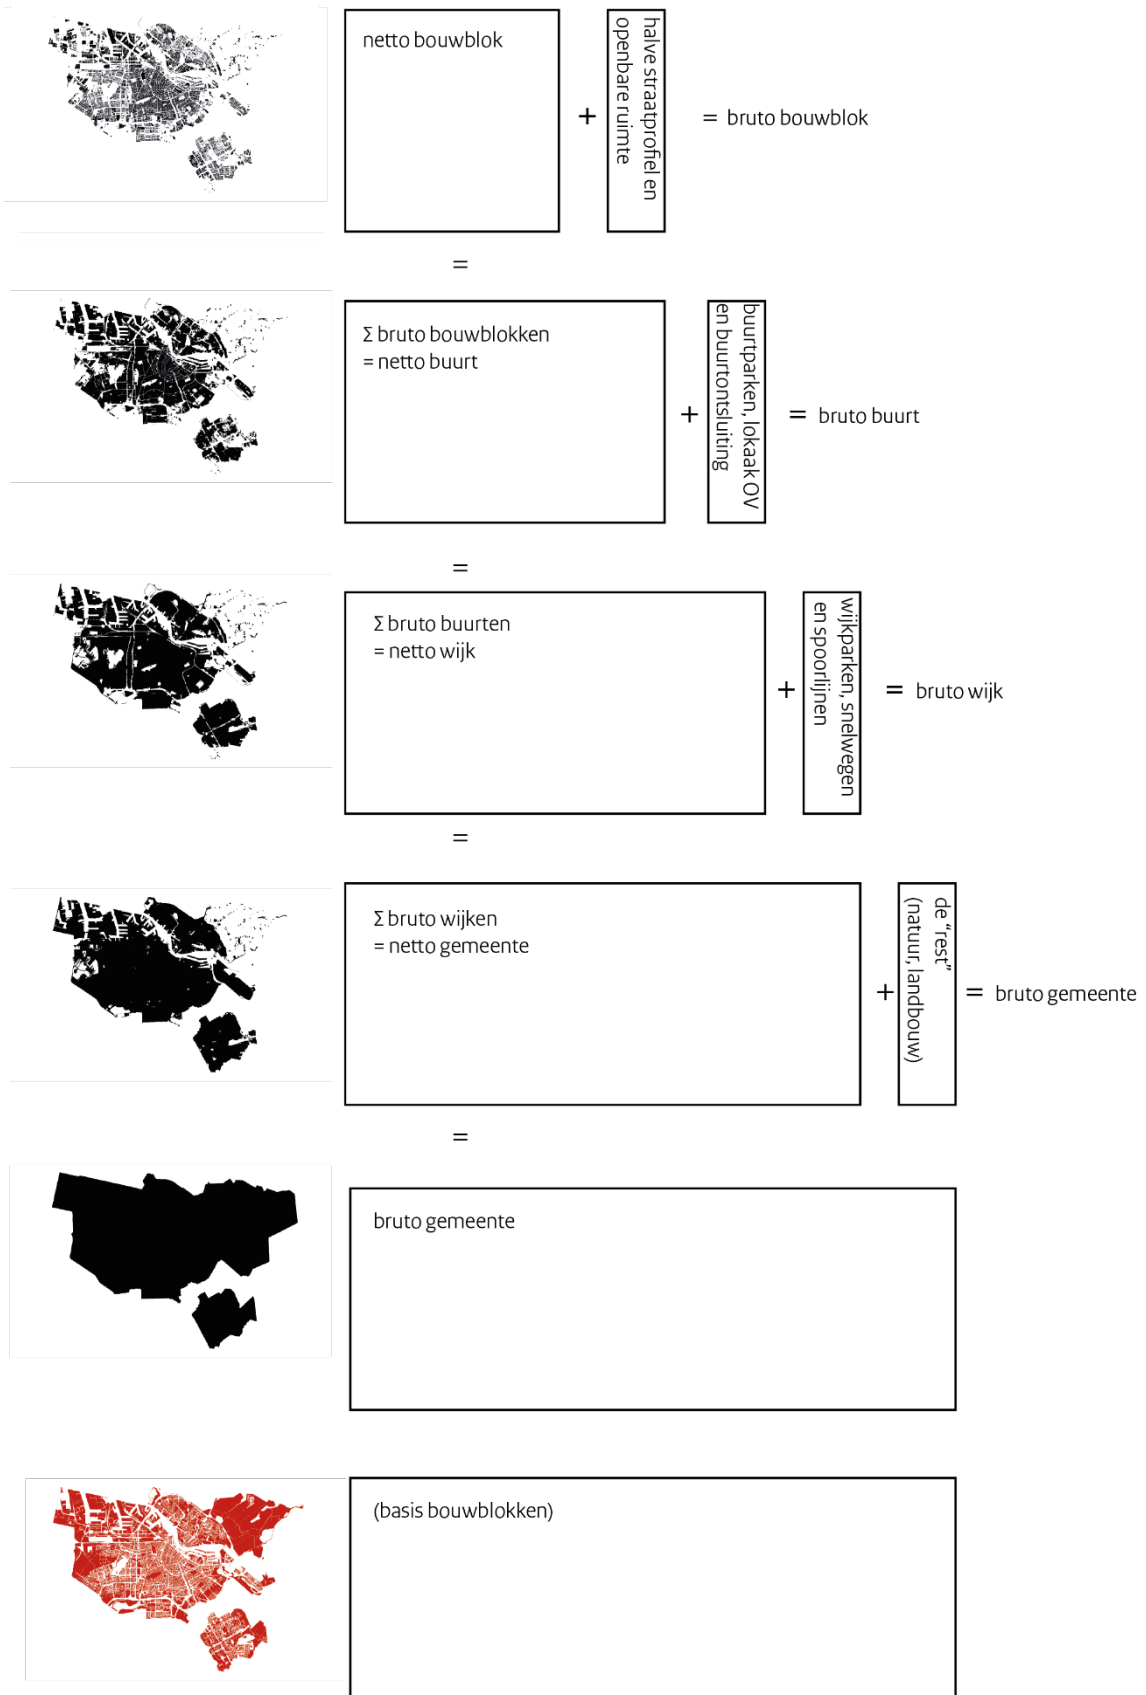 netto bouwblok
+
halve straatprofiel en
openbare ruimte
= bruto bouwblok
=
Σ bruto bouwblokken
= netto buurt
+
buurtparken, lokaak OV
en buurtontsluiting
= bruto buurt
=
Σ bruto buurten
= netto wijk
+
wijkparken, snelwegen
en spoorlijnen
= bruto wijk
=
Σ bruto wijken
= netto gemeente
+
de “rest”
(natuur, landbouw)
= bruto gemeente
=
bruto gemeente
(basis bouwblokken)